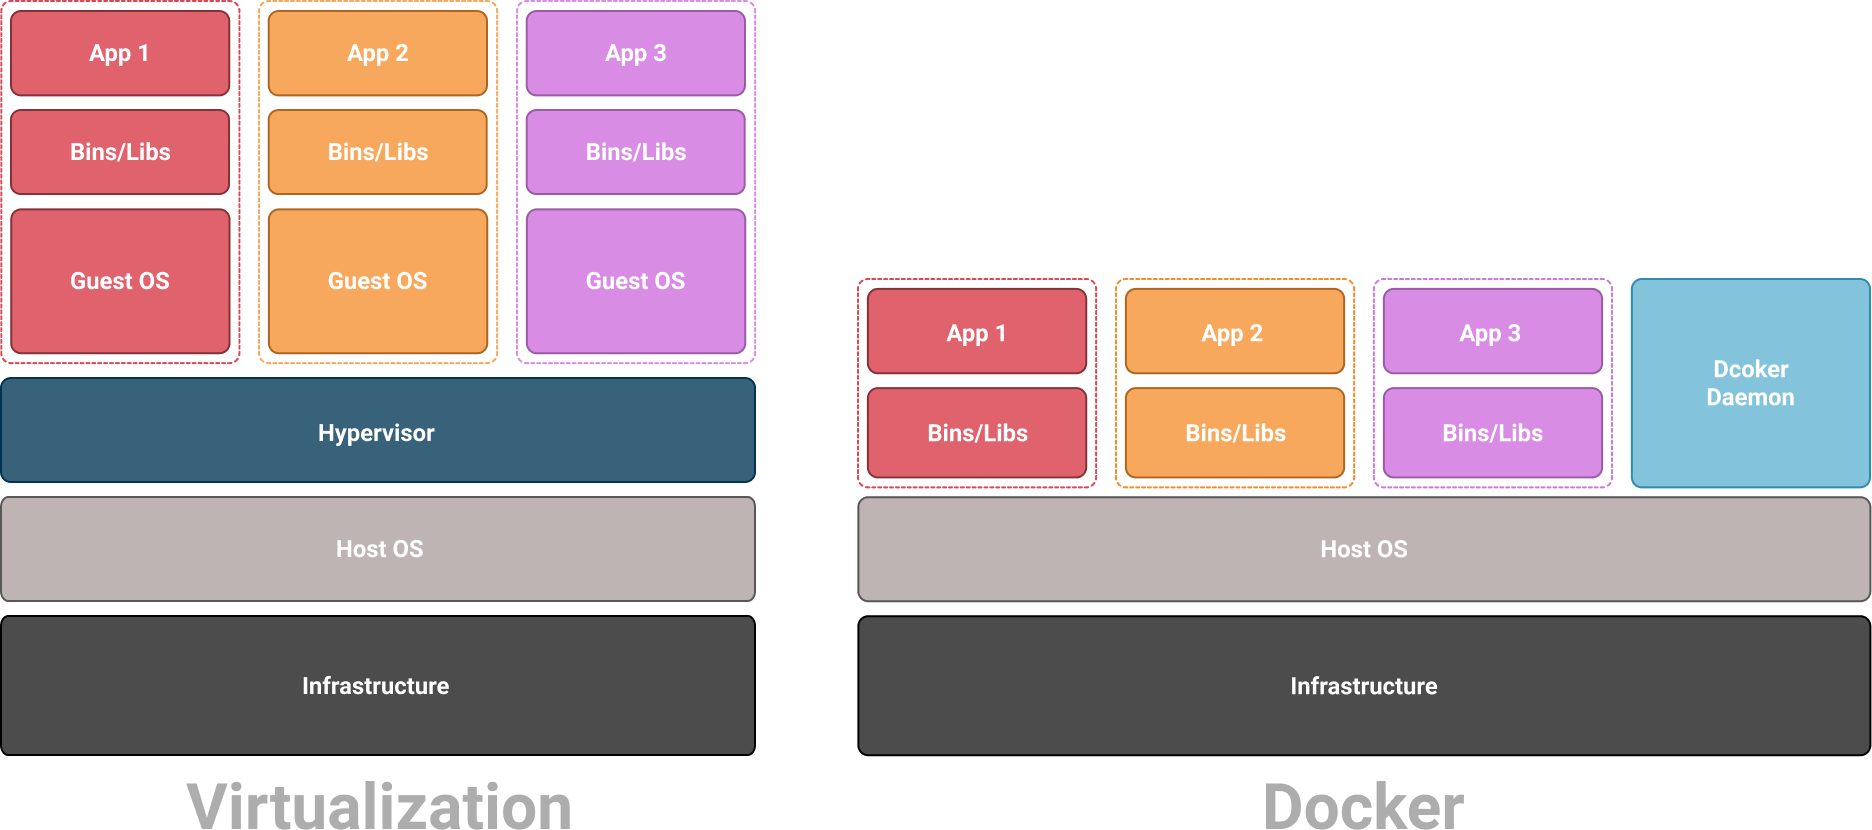 App 1
App 2
App 3
Bins/Libs
Bins/Libs
Bins/Libs
Guest OS
Guest OS
Guest OS
Hypervisor
Host OS
Infrastructure
Virtualization
App 1
App 2
App 3
Bins/Libs
Bins/Libs
Bins/Libs
Dcoker
Daemon
Host OS
Infrastructure
Docker